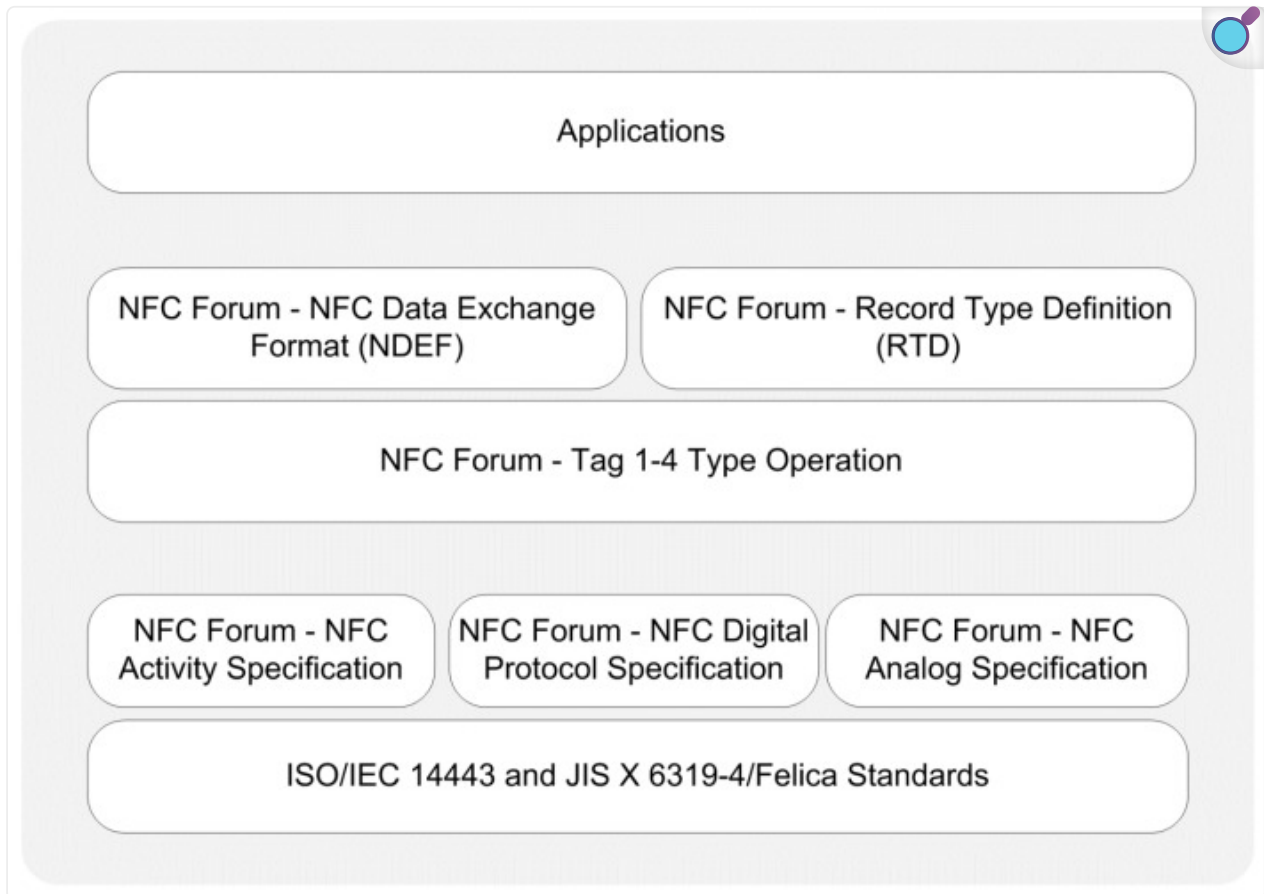 Applications
NFC Forum - NFC Data Exchange
Format (NDEF)
NFC Forum - Record Type Definition
(RTD)
NFC Forum - Tag 1-4 Type Operation
NFC Forum - NFC
Activity Specification
NFC Forum - NFC Digital
Protocol Specification
NFC Forum - NFC
Analog Specification
ISO/IEC 14443 and JIS X 6319-4/Felica Standards